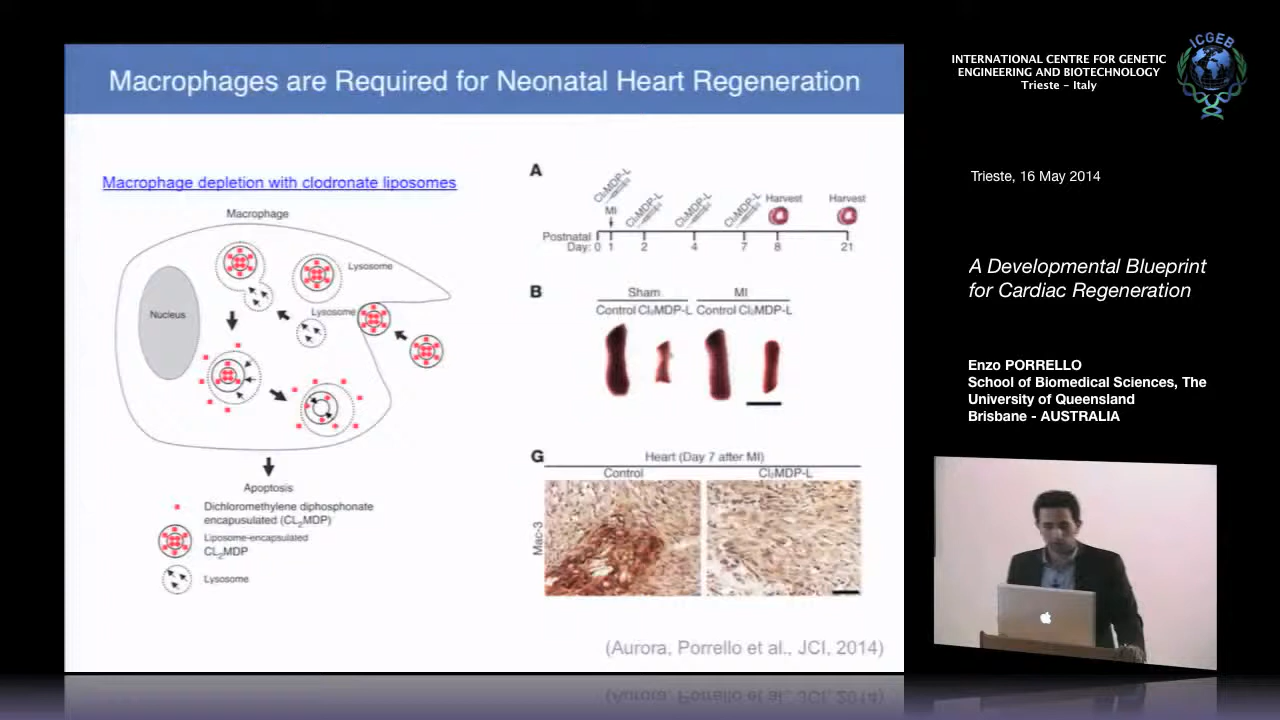 Macrophages are Required for Neonatal Heart Regeneration
Macrophage depletion with clodronate liposomes
Macrophage
Lysosome
Lysosome
Nucleus
Apoptosis
Dichloromethylene diphosphonate
encapusulated (CL2MDP)
Liposome-encapsulated
CL2MDP
Lysosome
A
Cl2MDP-L
MI
Cl2MDP-L
Cl2MDP-L
Cl2MDP-L
Harvest
Harvest
Postnatal
Day: 0 1 2 4 7 8 21
B
Sham MI
Control Cl2MDP-L Control Cl2MDP-L
G
Heart (Day 7 after MI)
Control Cl2MDP-L
Mac-3
(Aurora, Porrello et al., JCI, 2014)
INTERNATIONAL CENTRE FOR GENETIC
ENGINEERING AND BIOTECHNOLOGY
Trieste - Italy
ICGEB
Trieste, 16 May 2014
A Developmental Blueprint
for Cardiac Regeneration
Enzo PORRELLO
School of Biomedical Sciences, The
University of Queensland
Brisbane - AUSTRALIA